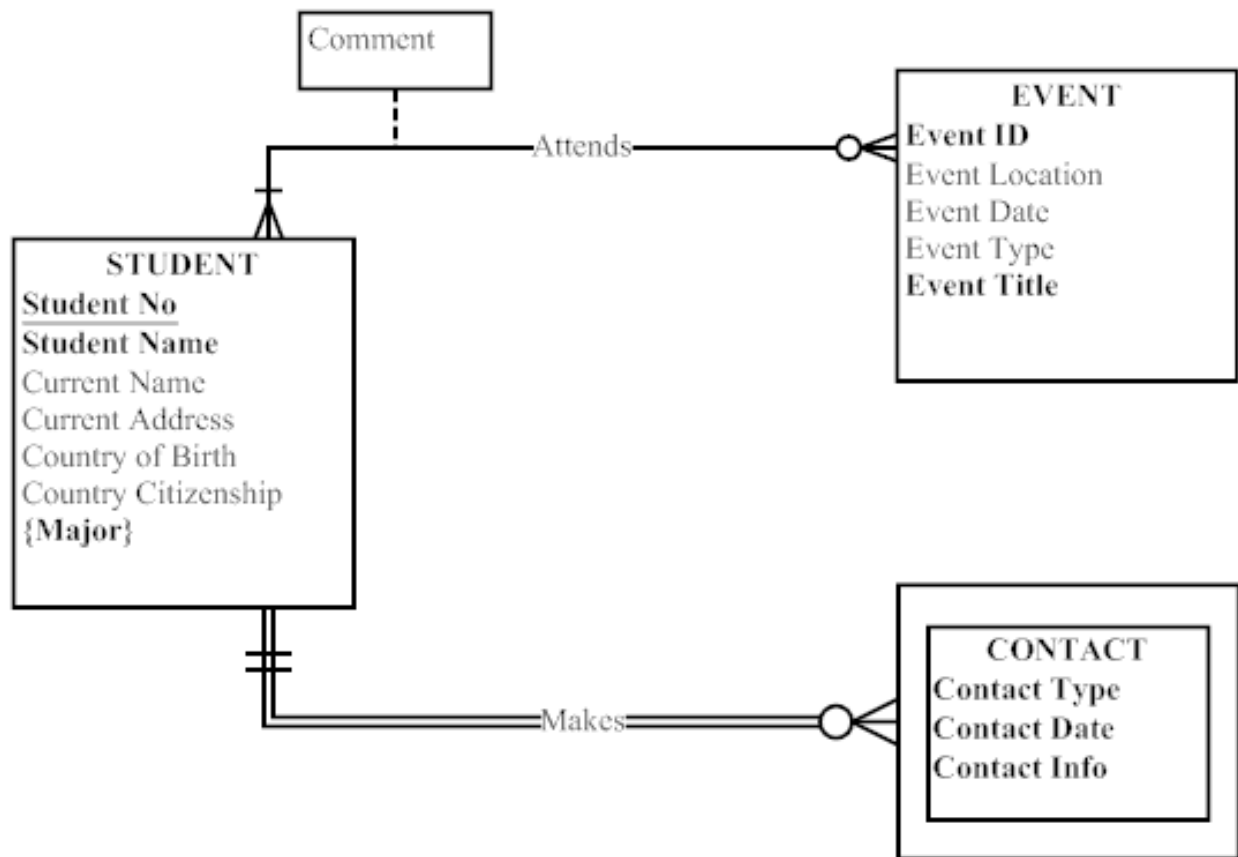 Comment
EVENT
Event ID
Event Location
Event Date
Event Type
Event Title
Attends
STUDENT
Student No
Student Name
Current Name
Current Address
Country of Birth
Country Citizenship
{Major}
Makes
CONTACT
Contact Type
Contact Date
Contact Info